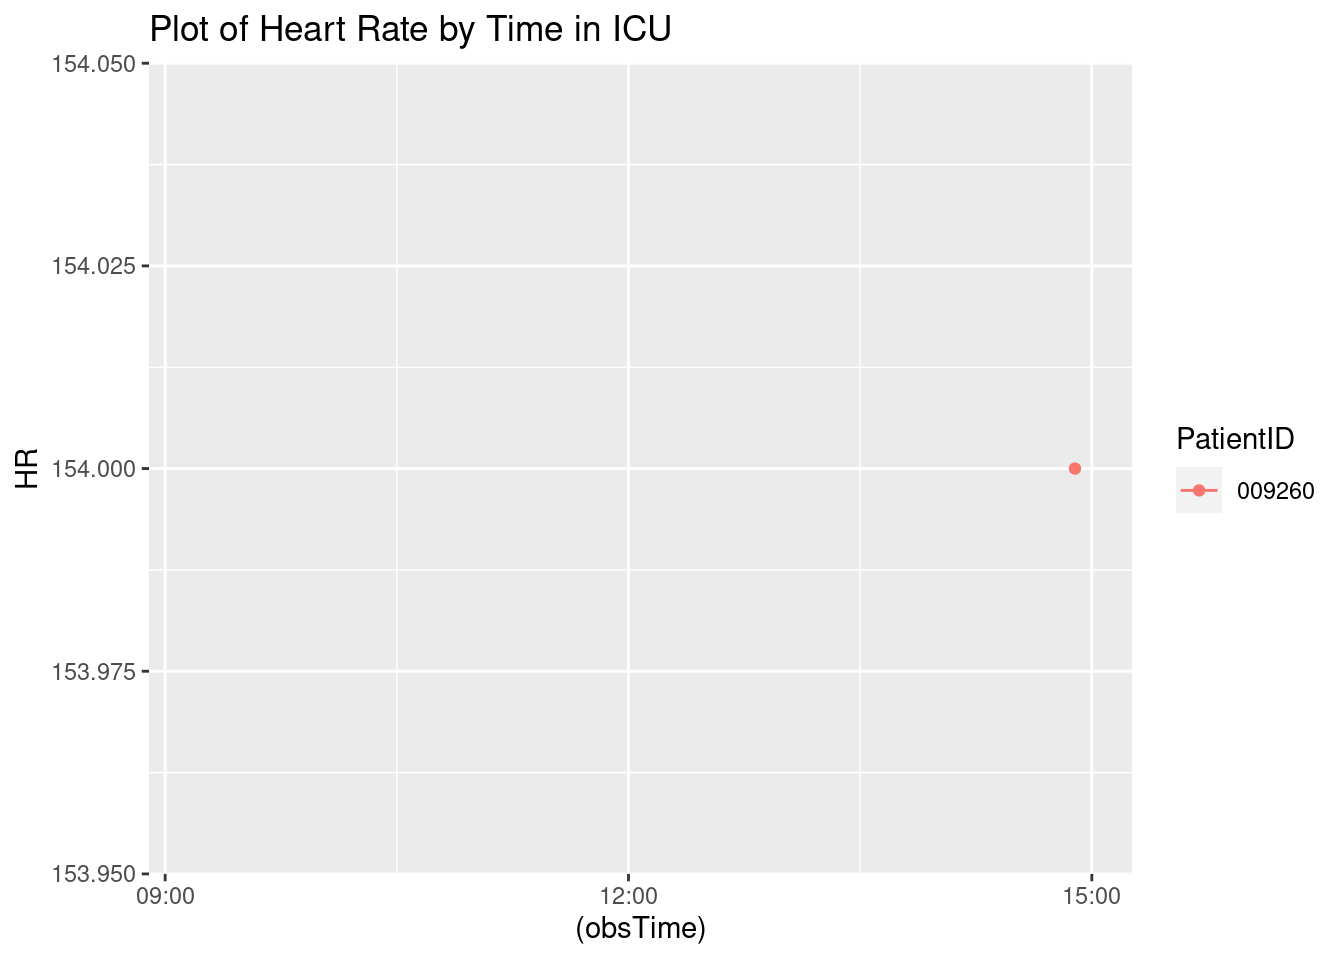 Plot of Heart Rate by Time in ICU
154.050
154.025
154.000
153.975
153.950
HR
09:00 12:00 15:00
(obsTime)
PatientID
009260